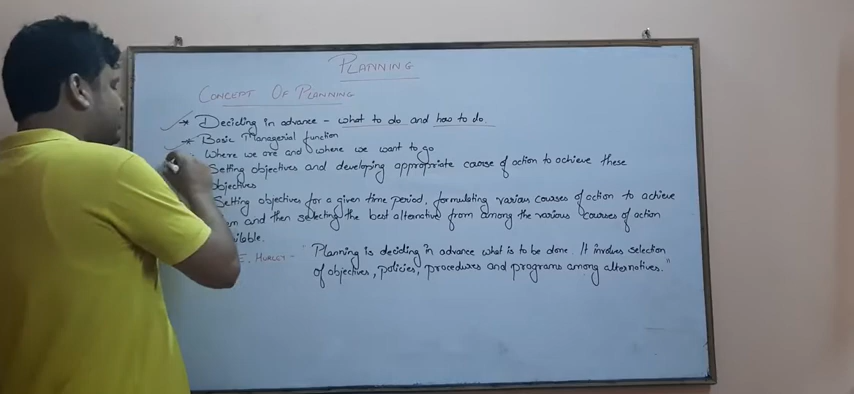 PLANNING
CONCEPT OF PLANNING
* Deciding in advance - what to do and how to do
* Basic Managerial function
Where we are and where we want to go
Setting objectives and developing appropriate course of action to achieve these
objectives
Setting objectives for a given time period, formulating various courses of action to achieve
and then selecting the best alternative from among the various courses of action
E. HURLEY - "Planning is deciding in advance what is to be done. It involves selection
of objectives, policies, procedures and programs among alternatives."